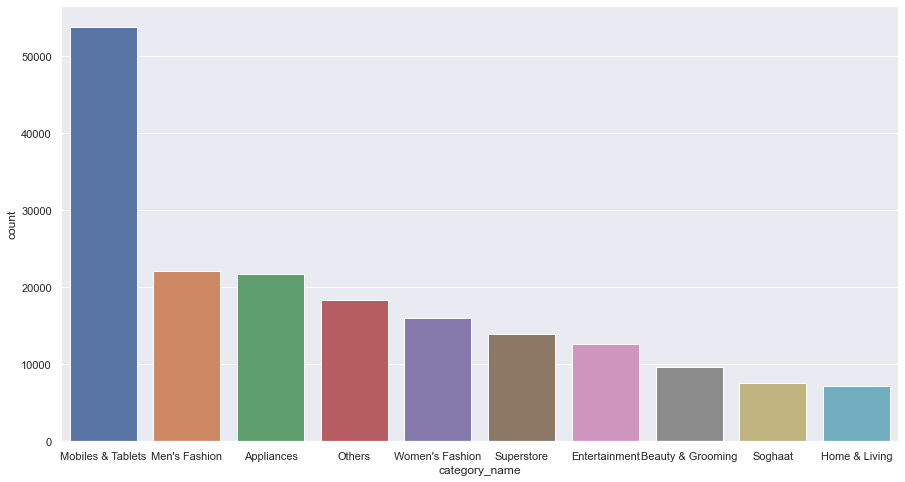 50000
40000
30000
20000
10000
0
count
Mobiles & Tablets Men's Fashion Appliances Others Women's Fashion Superstore Entertainment Beauty & Grooming Soghaat Home & Living
category_name